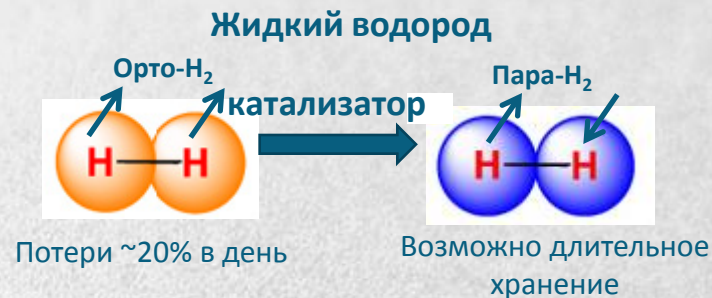 Жидкий водород
Орто-H₂
Пара-H₂
катализатор
H — H
H — H
Потери ~20% в день
Возможно длительное
хранение